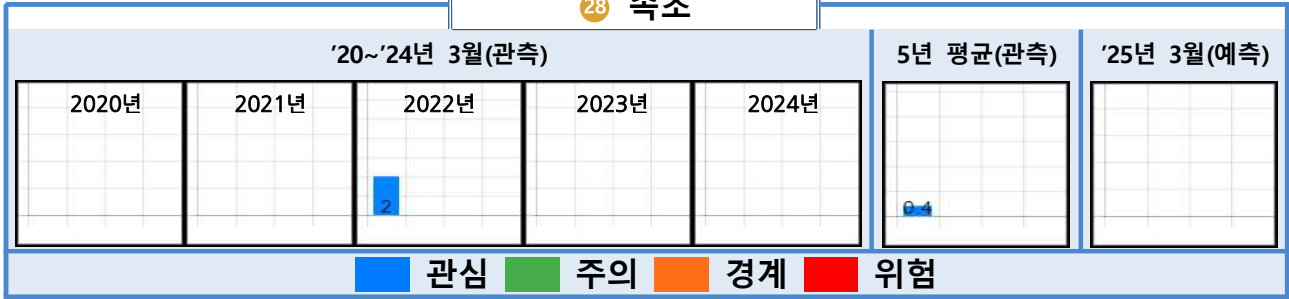 28 속초
'20~'24년 3월(관측)
5년 평균(관측)
'25년 3월(예측)
2020년
2021년
2022년
2023년
2024년
2
0.4
관심 주의 경계 위험